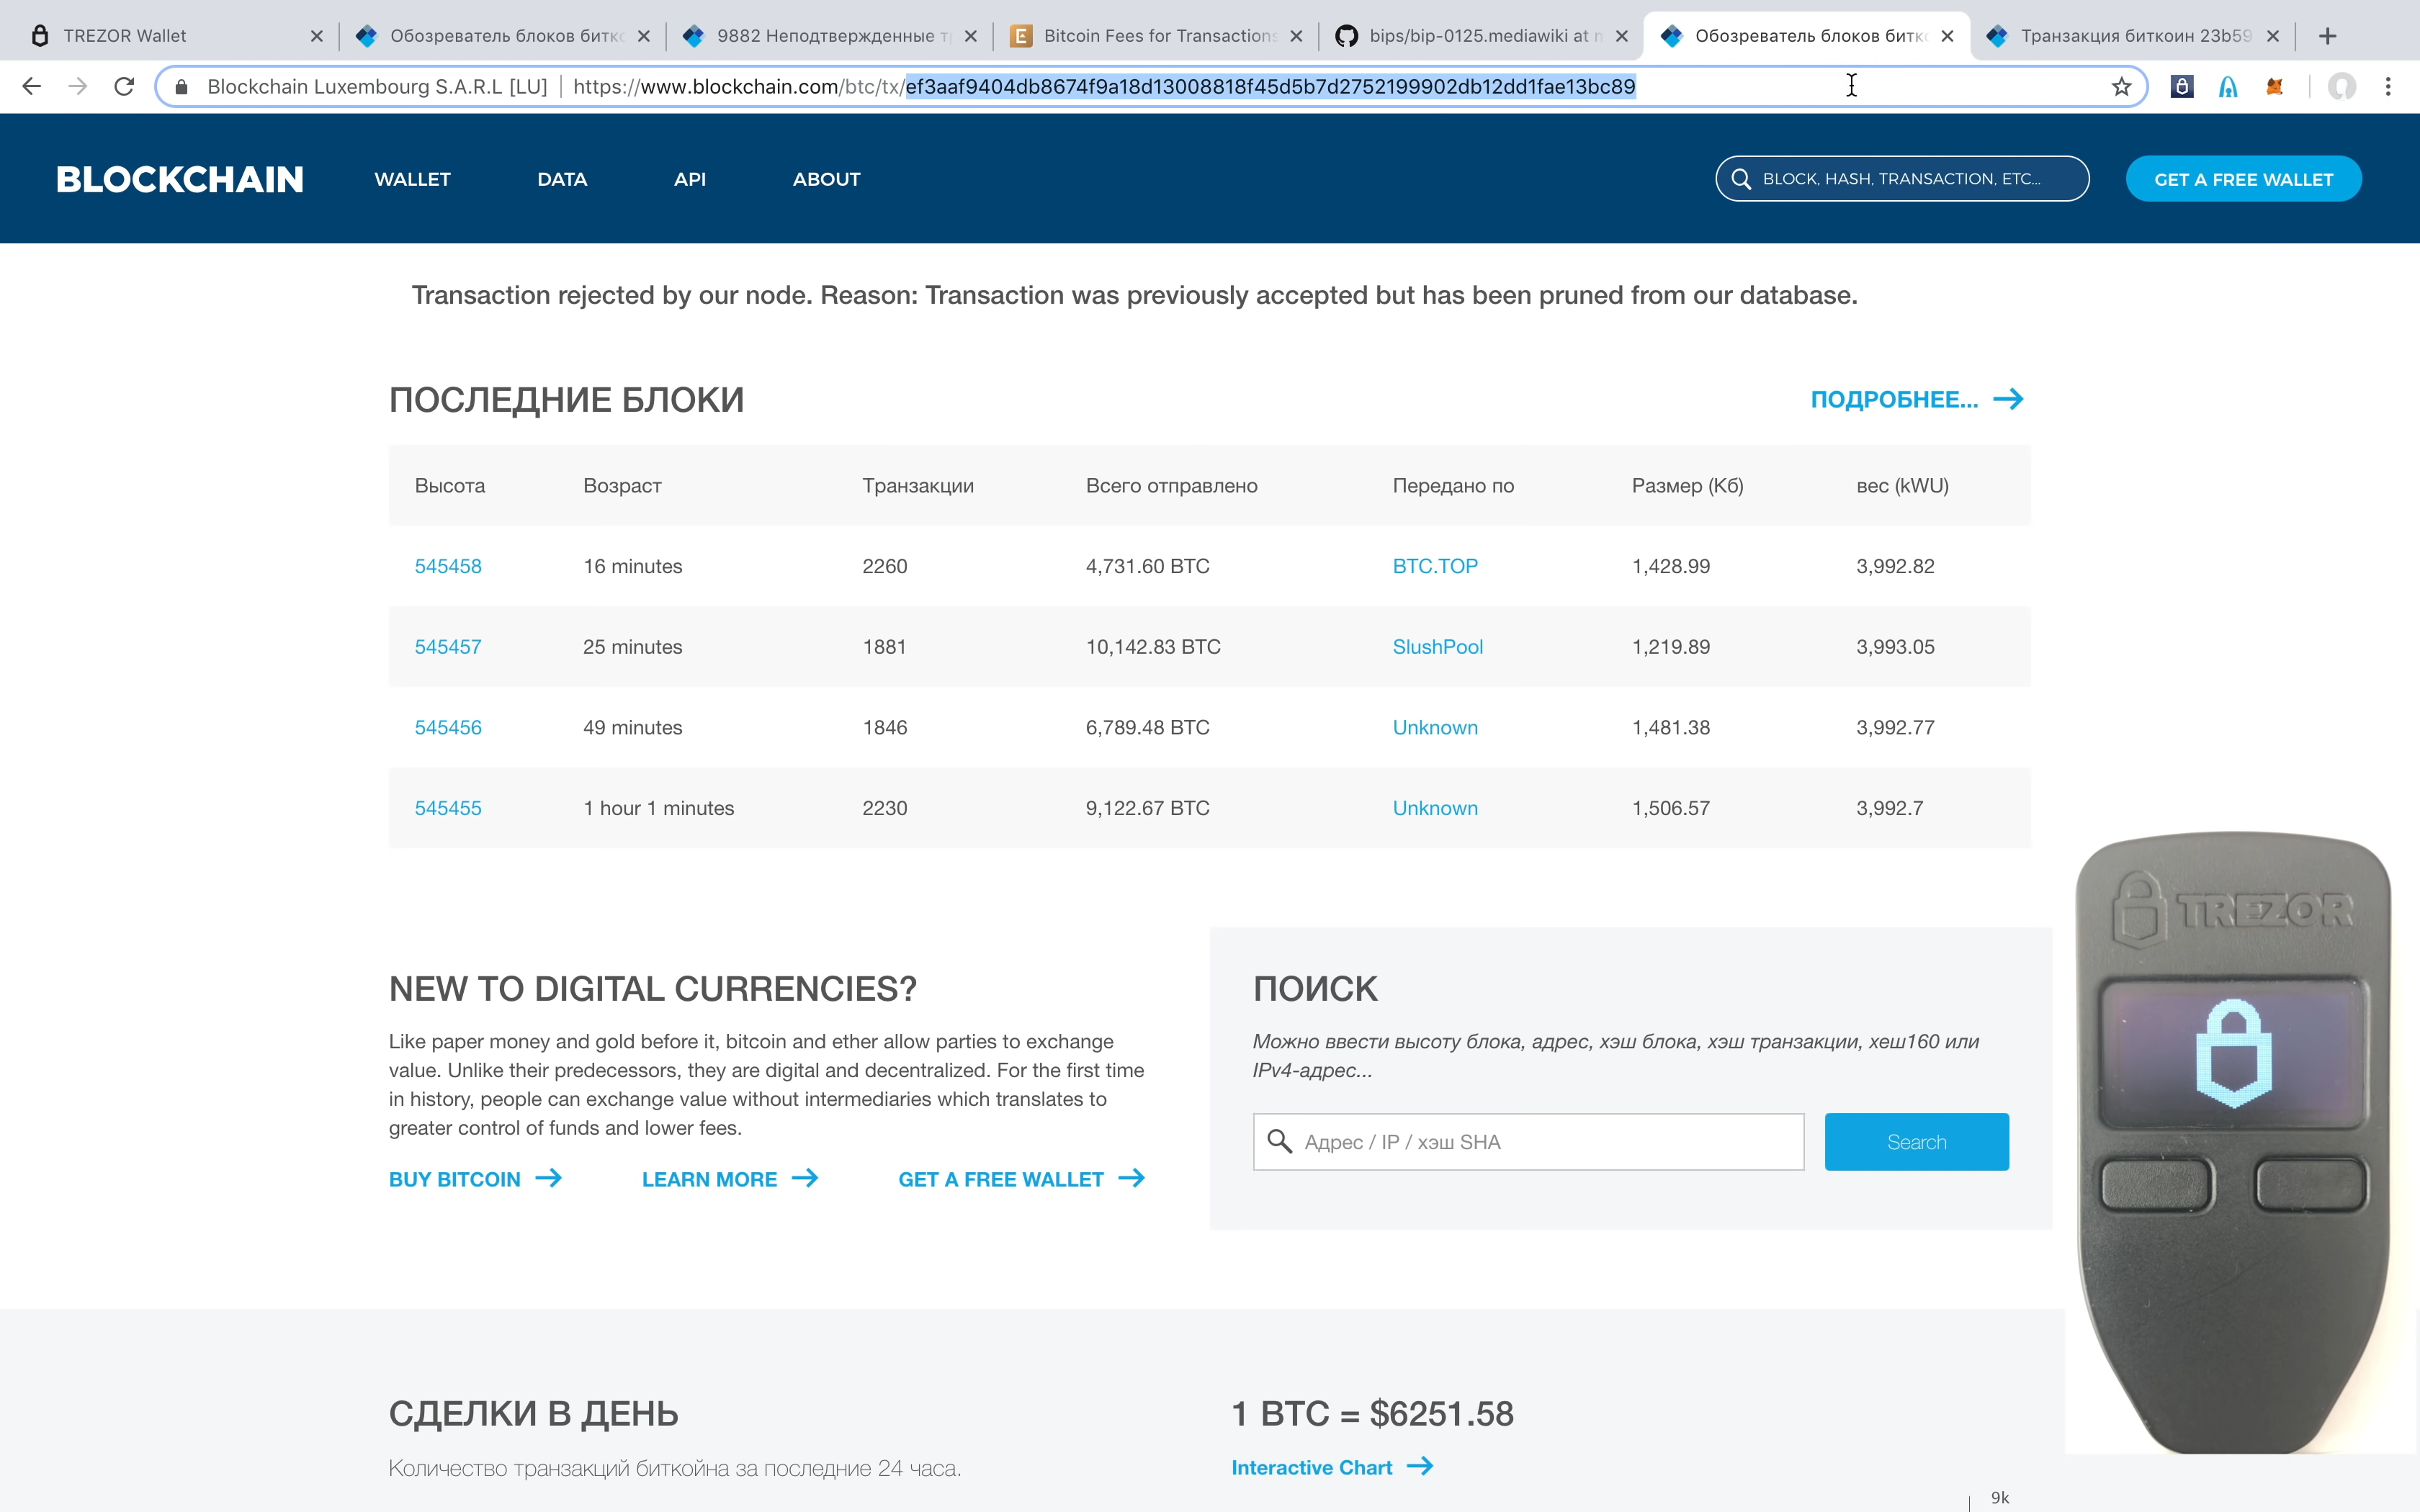 TREZOR Wallet
Обозреватель блоков битко
9882 Неподтвержденные т
Bitcoin Fees for Transactions
bips/bip-0125.mediawiki at m
Обозреватель блоков битк
Транзакция биткоин 23b59
Blockchain Luxembourg S.A.R.L [LU] | https://www.blockchain.com/btc/tx/ef3aaf9404db8674f9a18d13008818f45d5b7d2752199902db12dd1fae13bc89
BLOCKCHAIN WALLET DATA API ABOUT BLOCK, HASH, TRANSACTION, ETC... GET A FREE WALLET
Transaction rejected by our node. Reason: Transaction was previously accepted but has been pruned from our database.
ПОСЛЕДНИЕ БЛОКИ ПОДРОБНЕЕ...
Высота Возраст Транзакции Всего отправлено Передано по Размер (Кб) вес (kWU)
545458 16 minutes 2260 4,731.60 BTC BTC.TOP 1,428.99 3,992.82
545457 25 minutes 1881 10,142.83 BTC SlushPool 1,219.89 3,993.05
545456 49 minutes 1846 6,789.48 BTC Unknown 1,481.38 3,992.77
545455 1 hour 1 minutes 2230 9,122.67 BTC Unknown 1,506.57 3,992.7
NEW TO DIGITAL CURRENCIES?
Like paper money and gold before it, bitcoin and ether allow parties to exchange
value. Unlike their predecessors, they are digital and decentralized. For the first time
in history, people can exchange value without intermediaries which translates to
greater control of funds and lower fees.
BUY BITCOIN LEARN MORE GET A FREE WALLET
ПОИСК
Можно ввести высоту блока, адрес, хэш блока, хэш транзакции, хеш160 или
IPv4-адрес...
Адрес / IP / хэш SHA
Search
TREZOR
СДЕЛКИ В ДЕНЬ
Количество транзакций биткойна за последние 24 часа.
1 BTC = $6251.58
Interactive Chart
9k